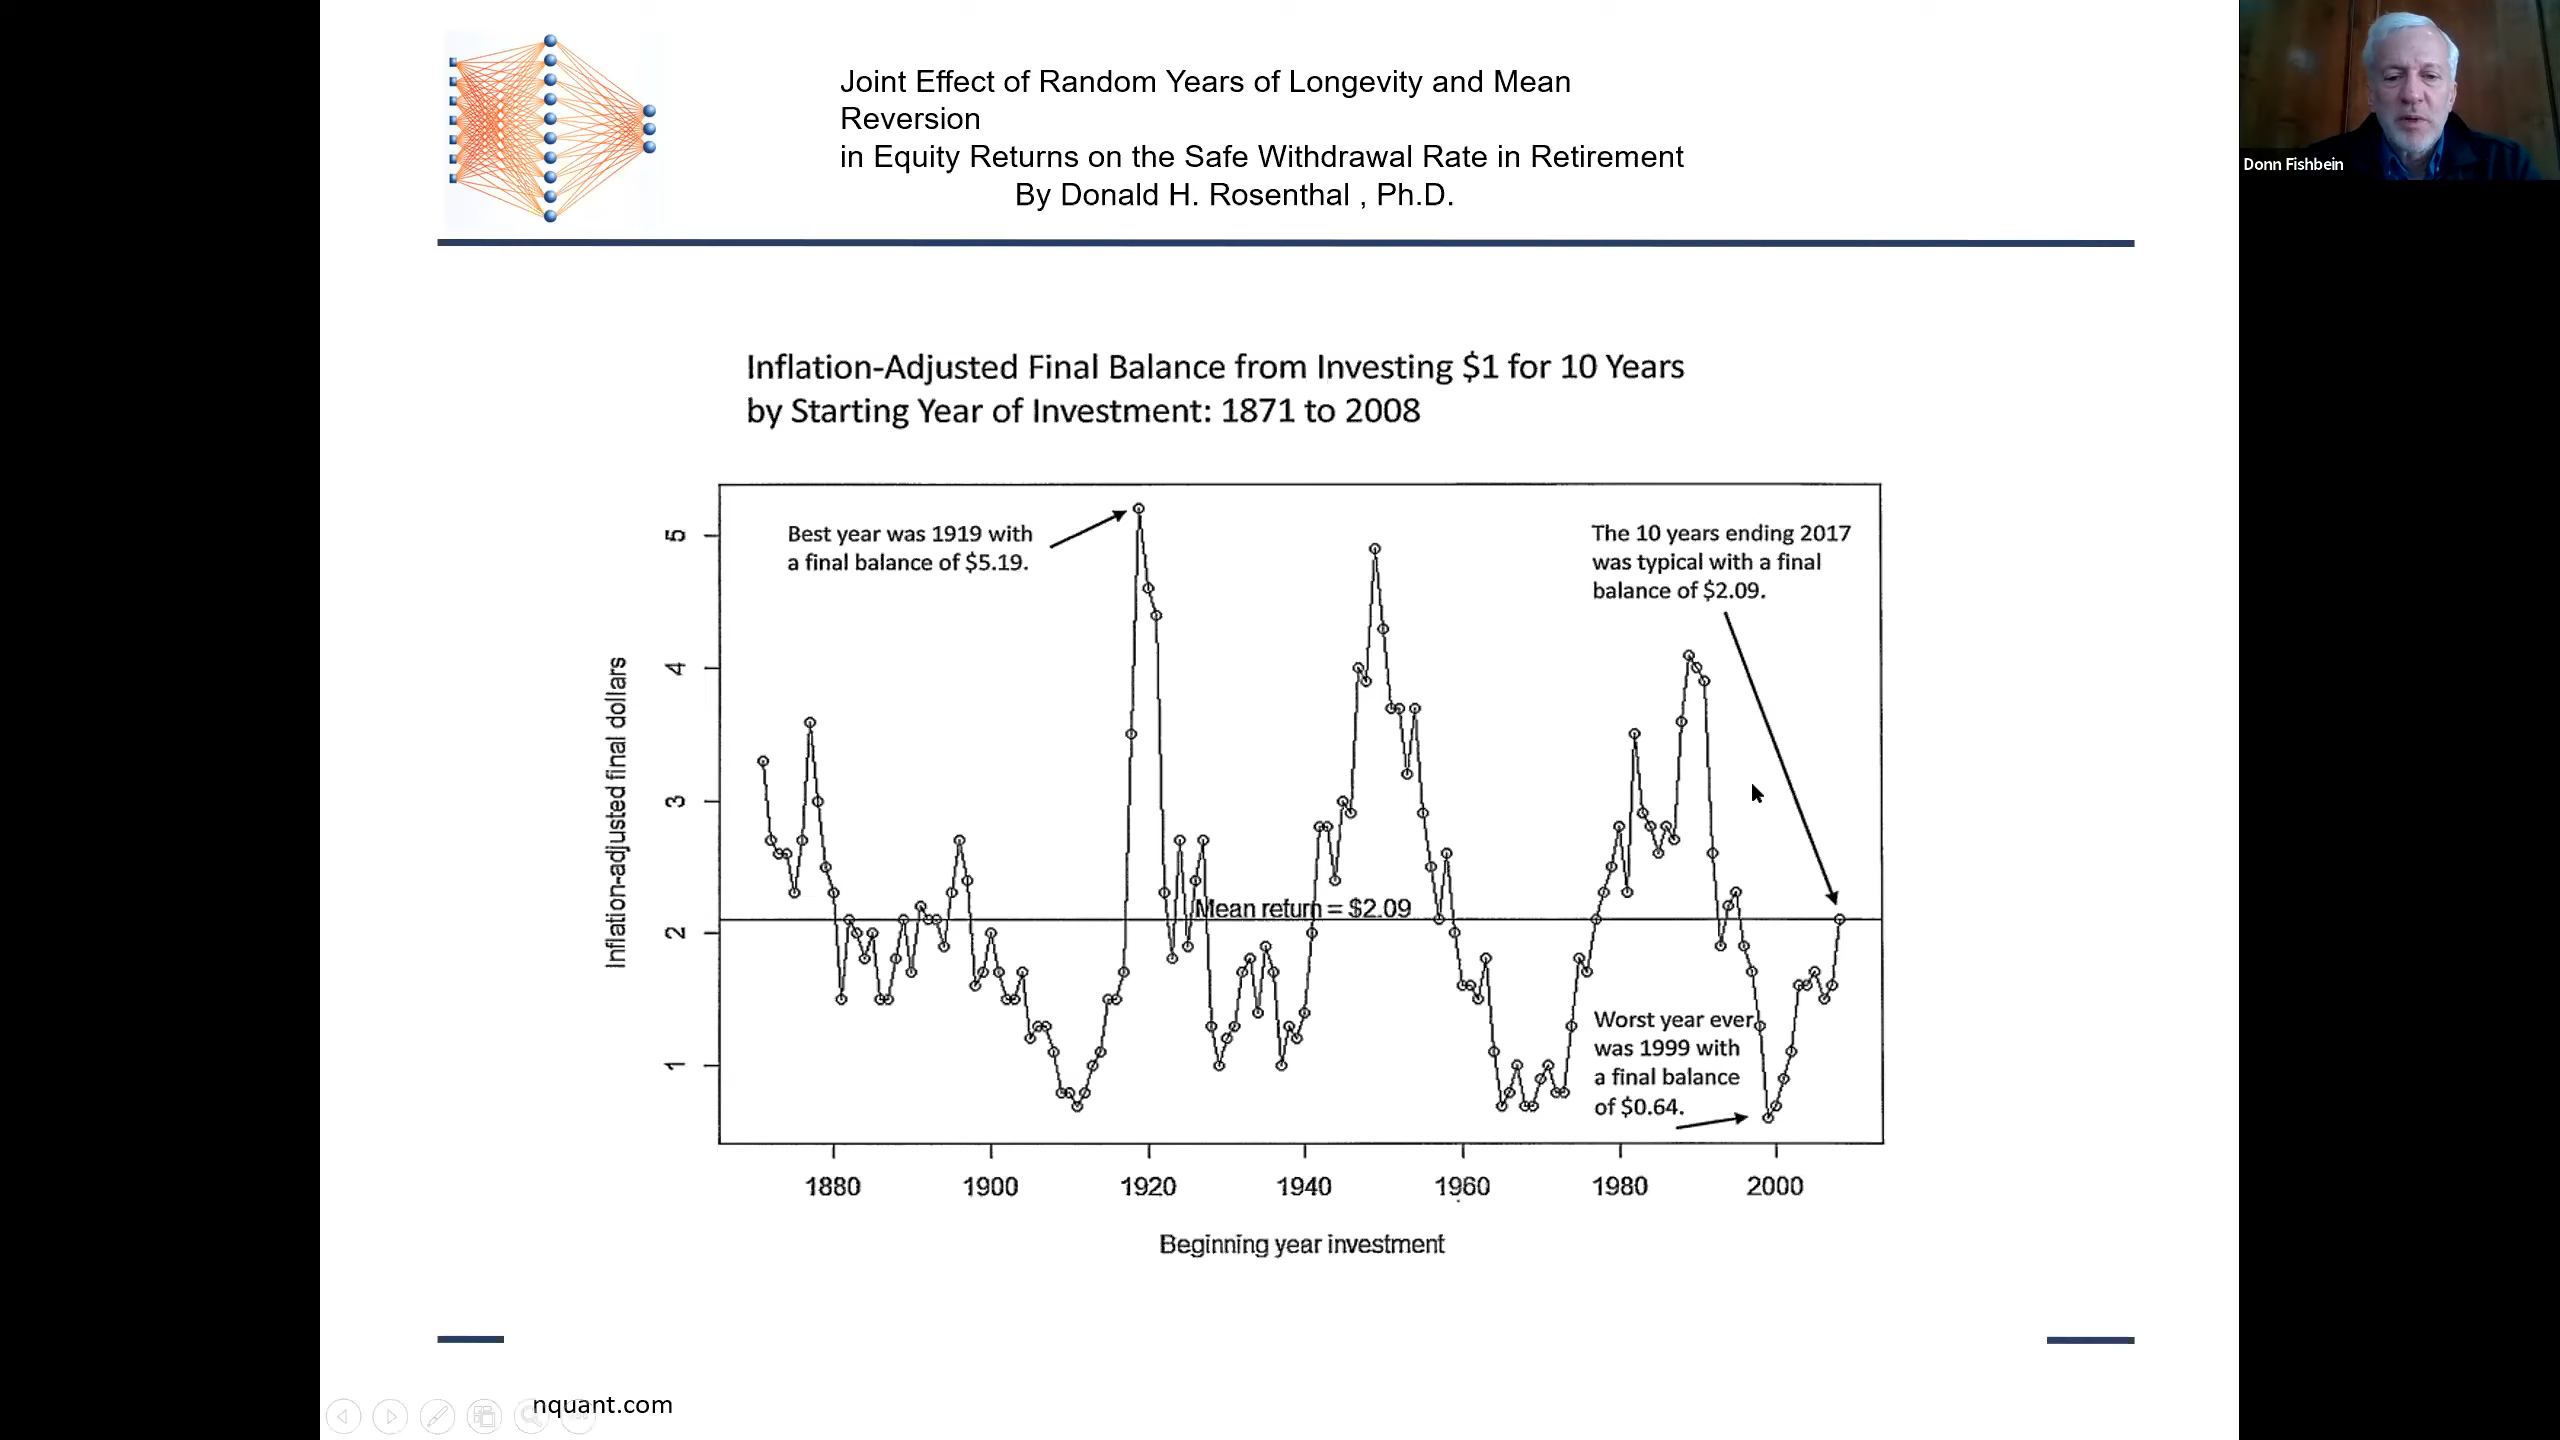 Joint Effect of Random Years of Longevity and Mean
Reversion
in Equity Returns on the Safe Withdrawal Rate in Retirement
By Donald H. Rosenthal , Ph.D.
Donn Fishbein
Inflation-Adjusted Final Balance from Investing $1 for 10 Years
by Starting Year of Investment: 1871 to 2008
Best year was 1919 with
a final balance of $5.19.
The 10 years ending 2017
was typical with a final
balance of $2.09.
Mean return = $2.09
Worst year ever
was 1999 with
a final balance
of $0.64.
Inflation-adjusted final dollars
5
4
3
2
1
1880
1900
1920
1940
1960
1980
2000
Beginning year investment
nquant.com